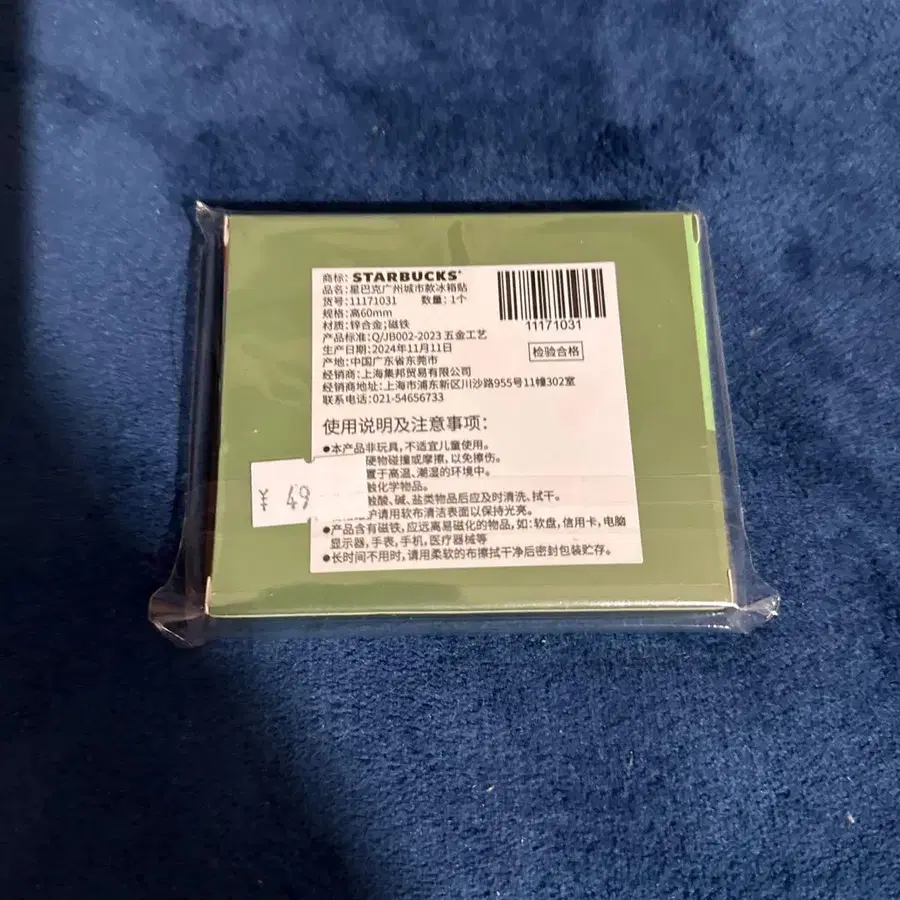 商标: STARBUCKS
品名:星巴克广州城市款冰箱贴
货号:11171031 数量:1个
规格:高60mm
材质:锌合金;磁铁
产品标准:Q/JB002-2023 五金工艺
生产日期:2024年11月11日
产地:中国广东省东莞市
经销商:上海集邦贸易有限公司
经销商地址:上海市浦东新区川沙路955号11幢302室
联系电话:021-54656733
11171031
检验合格
使用说明及注意事项:
●本产品非玩具,不适宜儿童使用。
硬物碰撞或摩擦,以免擦伤。
置于高温、潮湿的环境中。
触化学物品。
触酸、碱、盐类物品后应及时清洗、拭干。
护请用软布清洁表面以保持光亮。
●产品含有磁铁,应远离易磁化的物品,如:软盘,信用卡,电脑
显示器,手表,手机,医疗器械等
●长时间不用时,请用柔软的布擦拭干净后密封包装贮存。
¥ 49